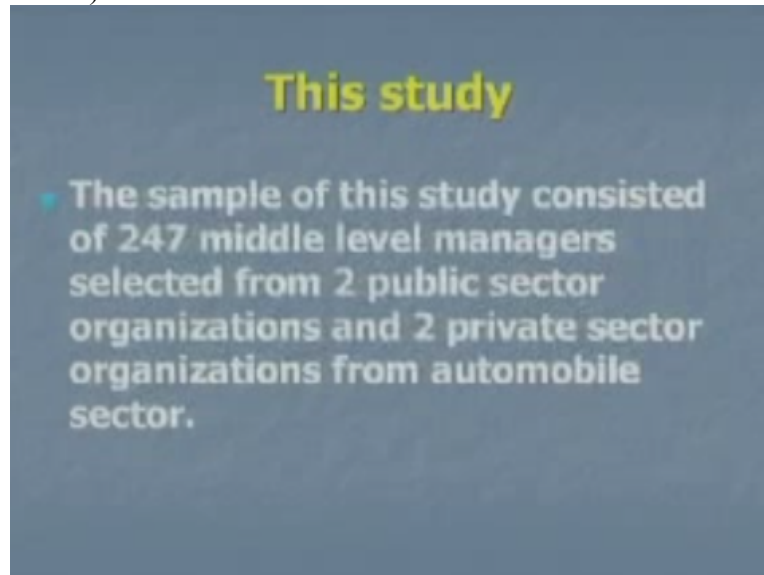 This study
The sample of this study consisted
of 247 middle level managers
selected from 2 public sector
organizations and 2 private sector
organizations from automobile
sector.